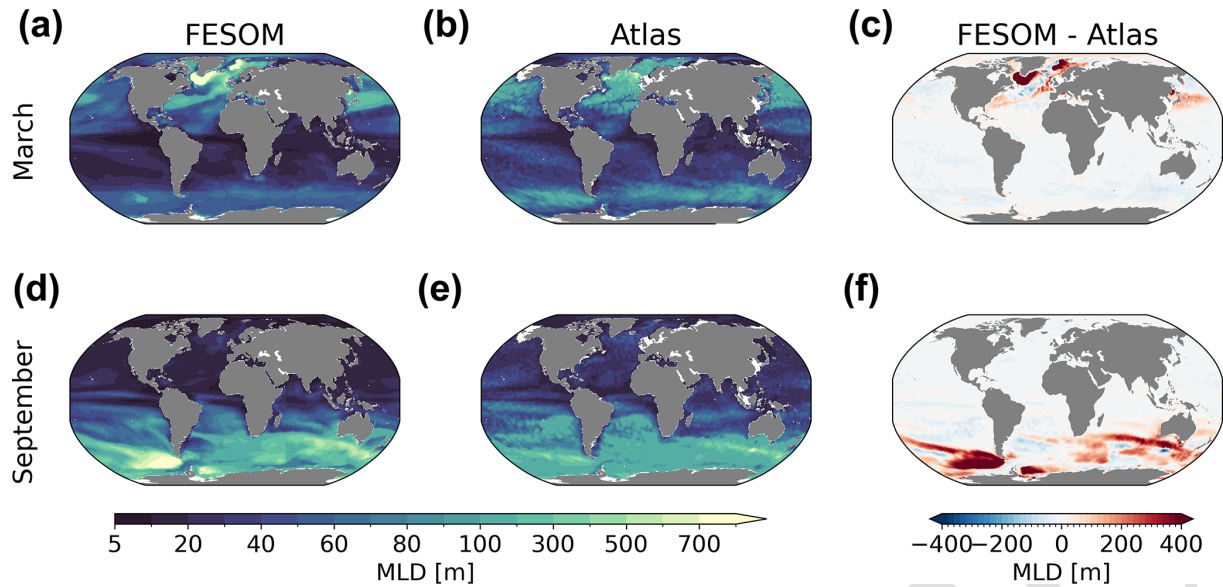 (a) FESOM (b) Atlas (c) FESOM - Atlas
March
(d) (e) (f)
September
5 20 40 60 80 100 300 500 700
MLD [m]
−400 −200 0 200 400
MLD [m]